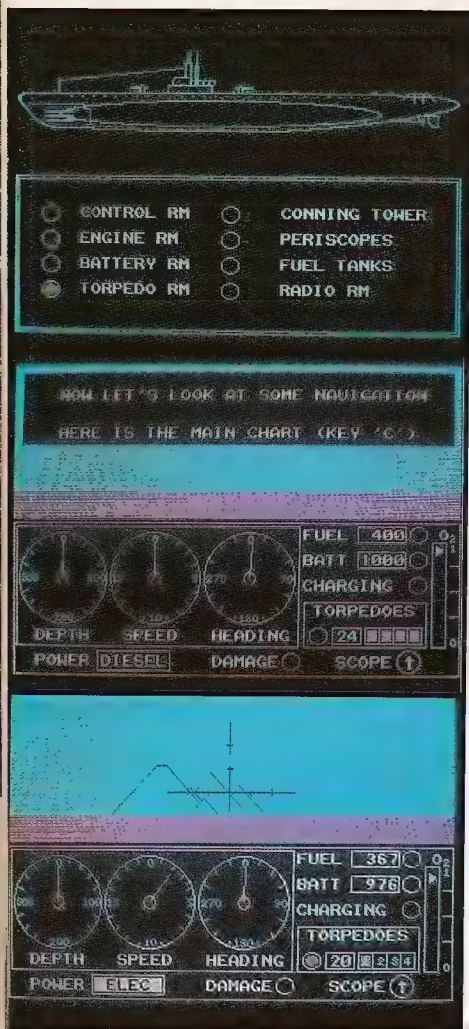 CONTROL RM CONNING TOWER
ENGINE RM PERISCOPES
BATTERY RM FUEL TANKS
TORPEDO RM RADIO RM
NOW LET'S LOOK AT SOME NAVIGATION
HERE IS THE MAIN CHART (KEY 'C')
FUEL 400
BATT 1000
CHARGING
TORPEDOES
24
DEPTH SPEED HEADING
POWER DIESEL DAMAGE SCOPE
FUEL 367
BATT 976
CHARGING
TORPEDOES
20 2 3 4
DEPTH SPEED HEADING
POWER ELEC DAMAGE SCOPE